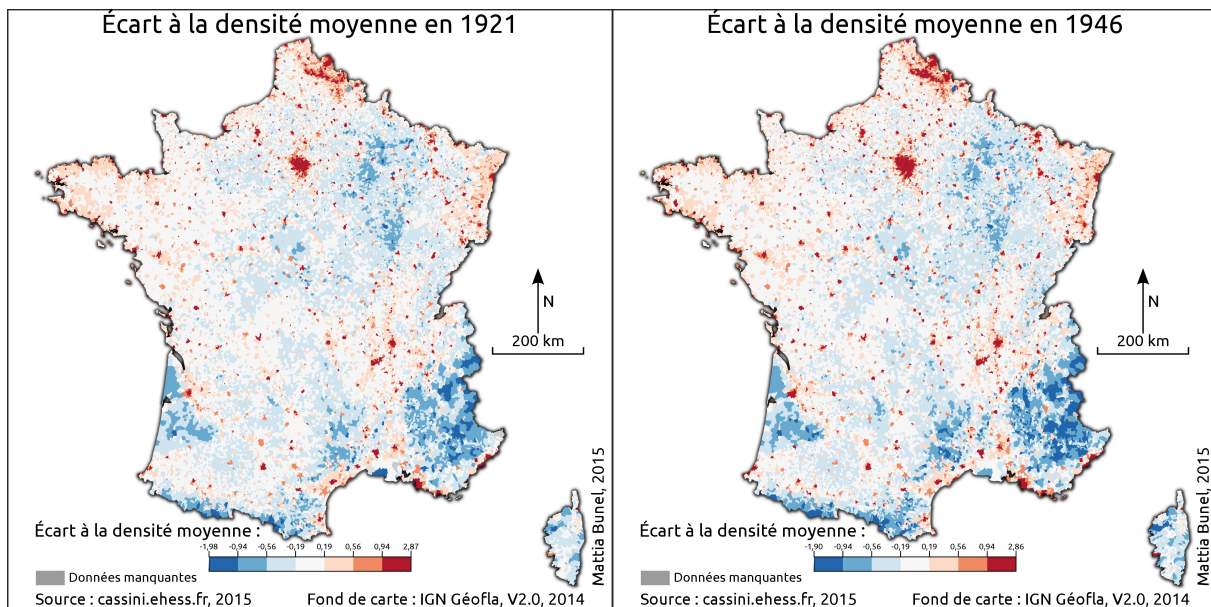 Écart à la densité moyenne en 1921
N
200 km
Mattia Bunel, 2015
Écart à la densité moyenne :
-1,98 -0,94 -0,56 -0,19 0,19 0,56 0,94 2,87
Données manquantes
Source : cassini.ehess.fr, 2015 Fond de carte : IGN Géofla, V2.0, 2014
Écart à la densité moyenne en 1946
N
200 km
Mattia Bunel, 2015
Écart à la densité moyenne :
-1,90 -0,94 -0,56 -0,19 0,19 0,56 0,94 2,86
Données manquantes
Source : cassini.ehess.fr, 2015 Fond de carte : IGN Géofla, V2.0, 2014